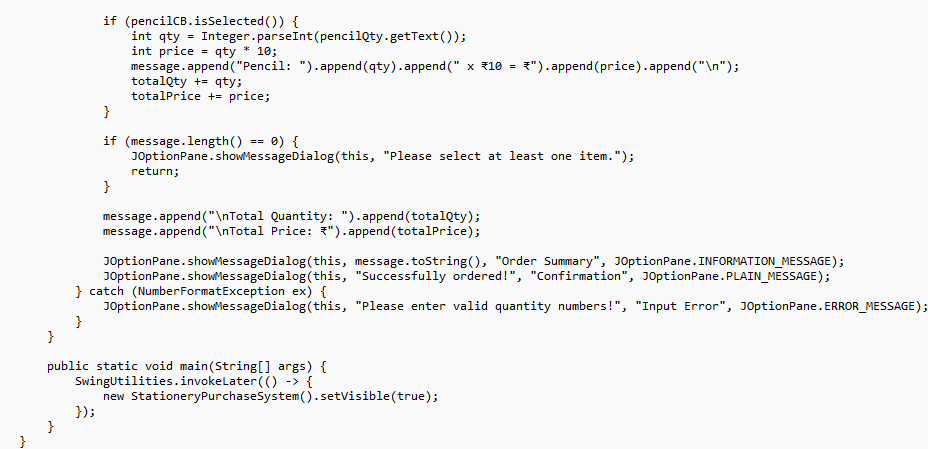 if (pencilCB.isSelected()) {
int qty = Integer.parseInt(pencilQty.getText());
int price = qty * 10;
message.append("Pencil: ").append(qty).append(" x ₹10 = ₹").append(price).append("\n");
totalQty += qty;
totalPrice += price;
}
if (message.length() == 0) {
JOptionPane.showMessageDialog(this, "Please select at least one item.");
return;
}
message.append("\nTotal Quantity: ").append(totalQty);
message.append("\nTotal Price: ₹").append(totalPrice);
JOptionPane.showMessageDialog(this, message.toString(), "Order Summary", JOptionPane.INFORMATION_MESSAGE);
JOptionPane.showMessageDialog(this, "Successfully ordered!", "Confirmation", JOptionPane.PLAIN_MESSAGE);
} catch (NumberFormatException ex) {
JOptionPane.showMessageDialog(this, "Please enter valid quantity numbers!", "Input Error", JOptionPane.ERROR_MESSAGE);
}
}
public static void main(String[] args) {
SwingUtilities.invokeLater(() -> {
new StationeryPurchaseSystem().setVisible(true);
});
}
}